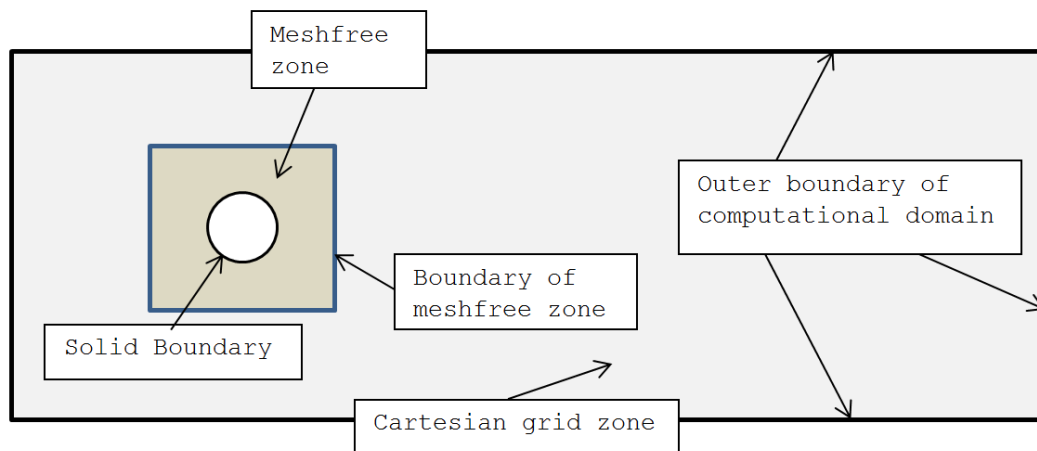 Meshfree
zone
Outer boundary of
computational domain
Boundary of
meshfree zone
Solid Boundary
Cartesian grid zone